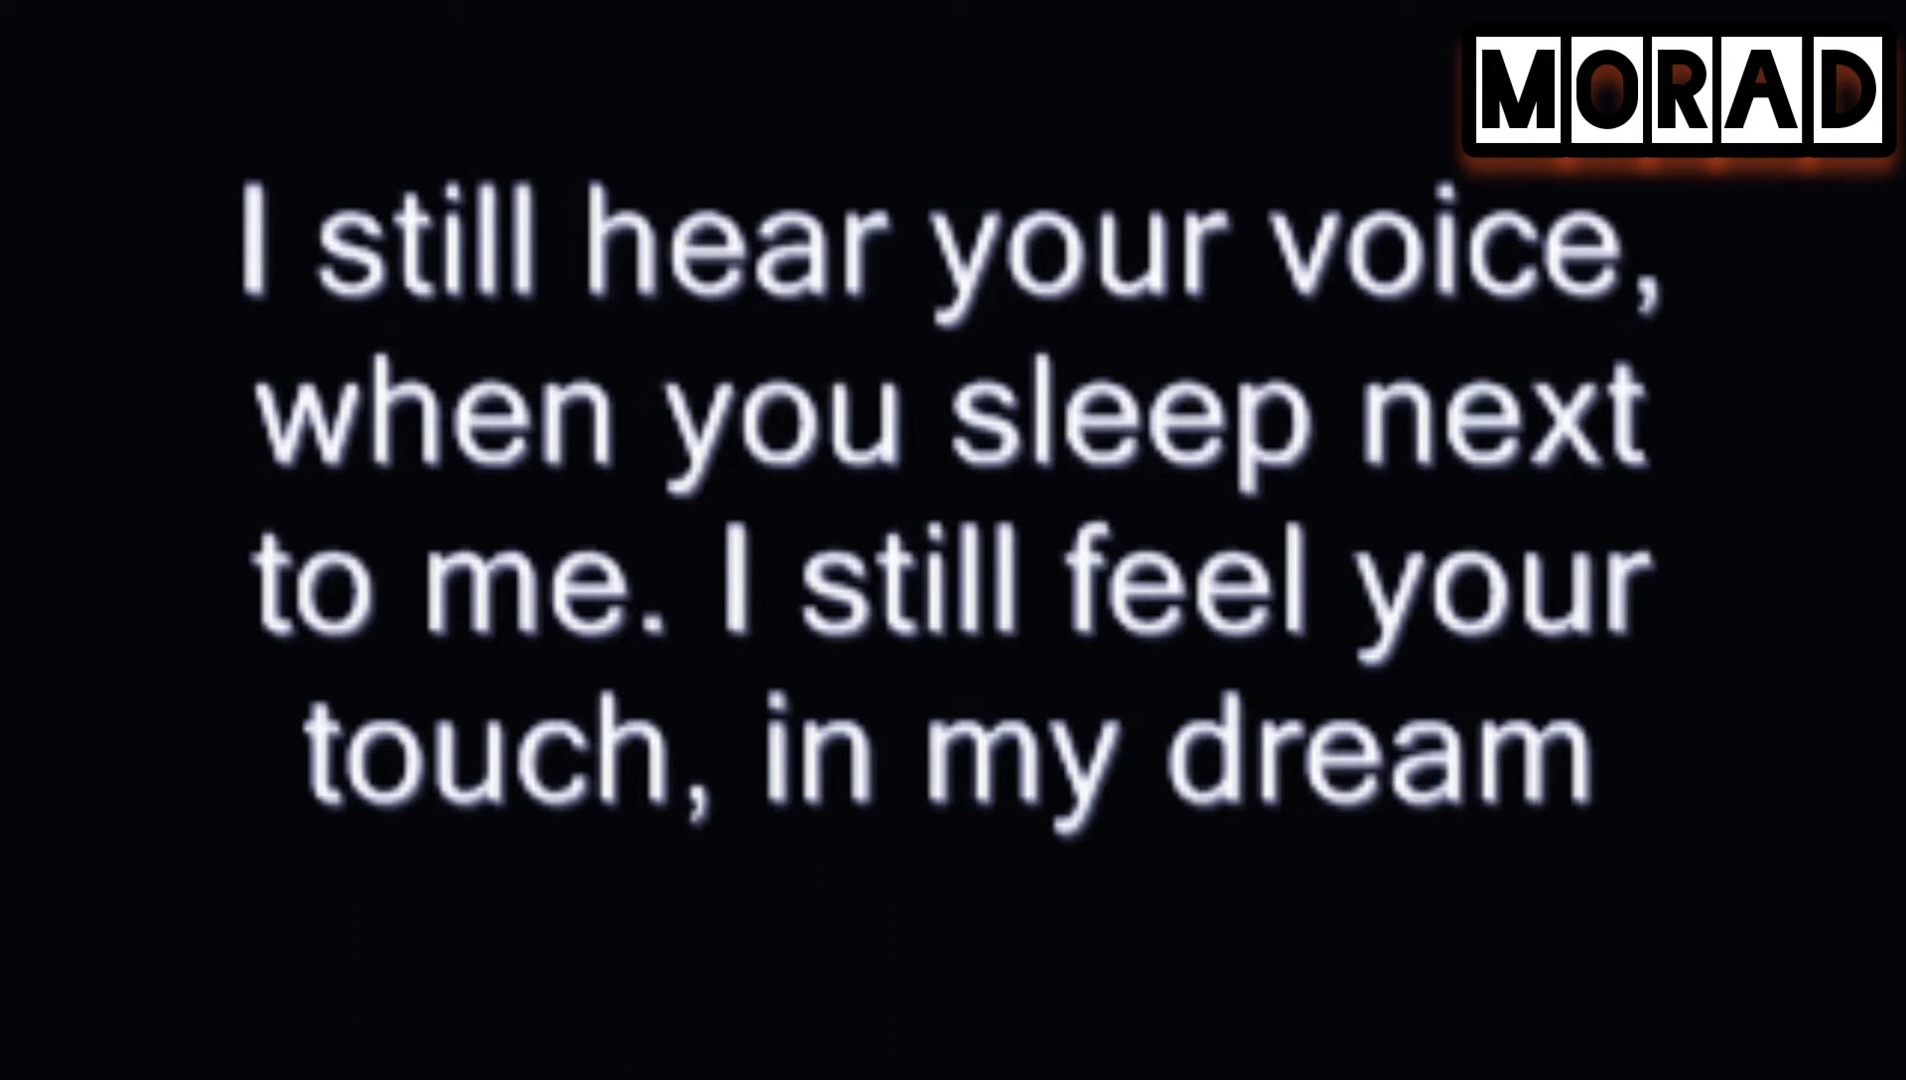 MORAD
I still hear your voice,
when you sleep next
to me. I still feel your
touch, in my dream